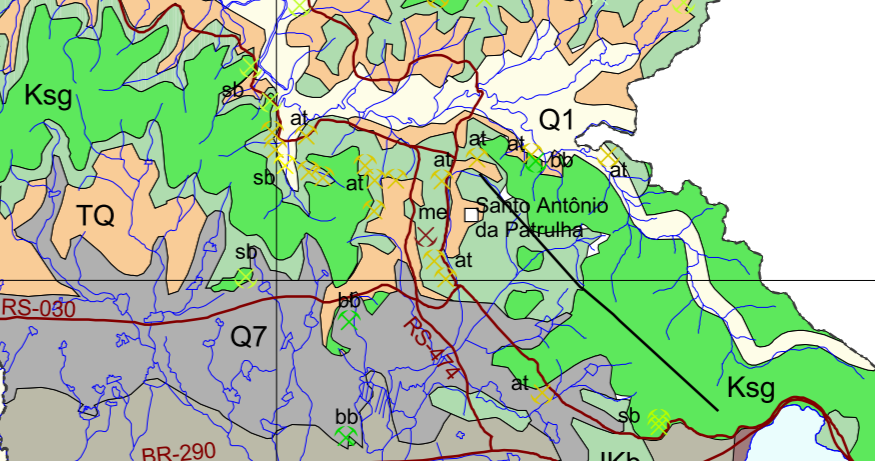 Ksg
sb
at
Q1
at
at
bb
at
at
sb
at
TQ
me
Santo Antônio
da Patrulha
sb
at
RS-030
bb
Q7
RS-474
at
Ksg
sb
bb
BR-290
JKb